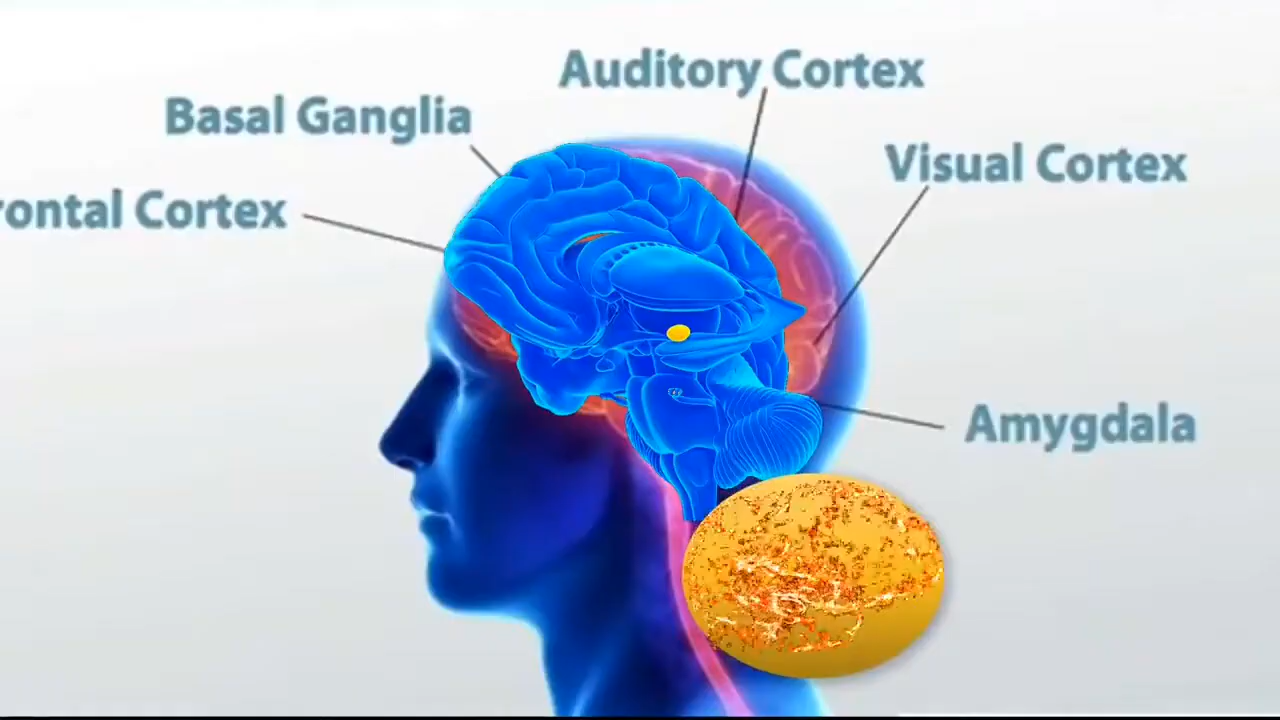 Auditory Cortex
Basal Ganglia
Visual Cortex
rontal Cortex
Amygdala